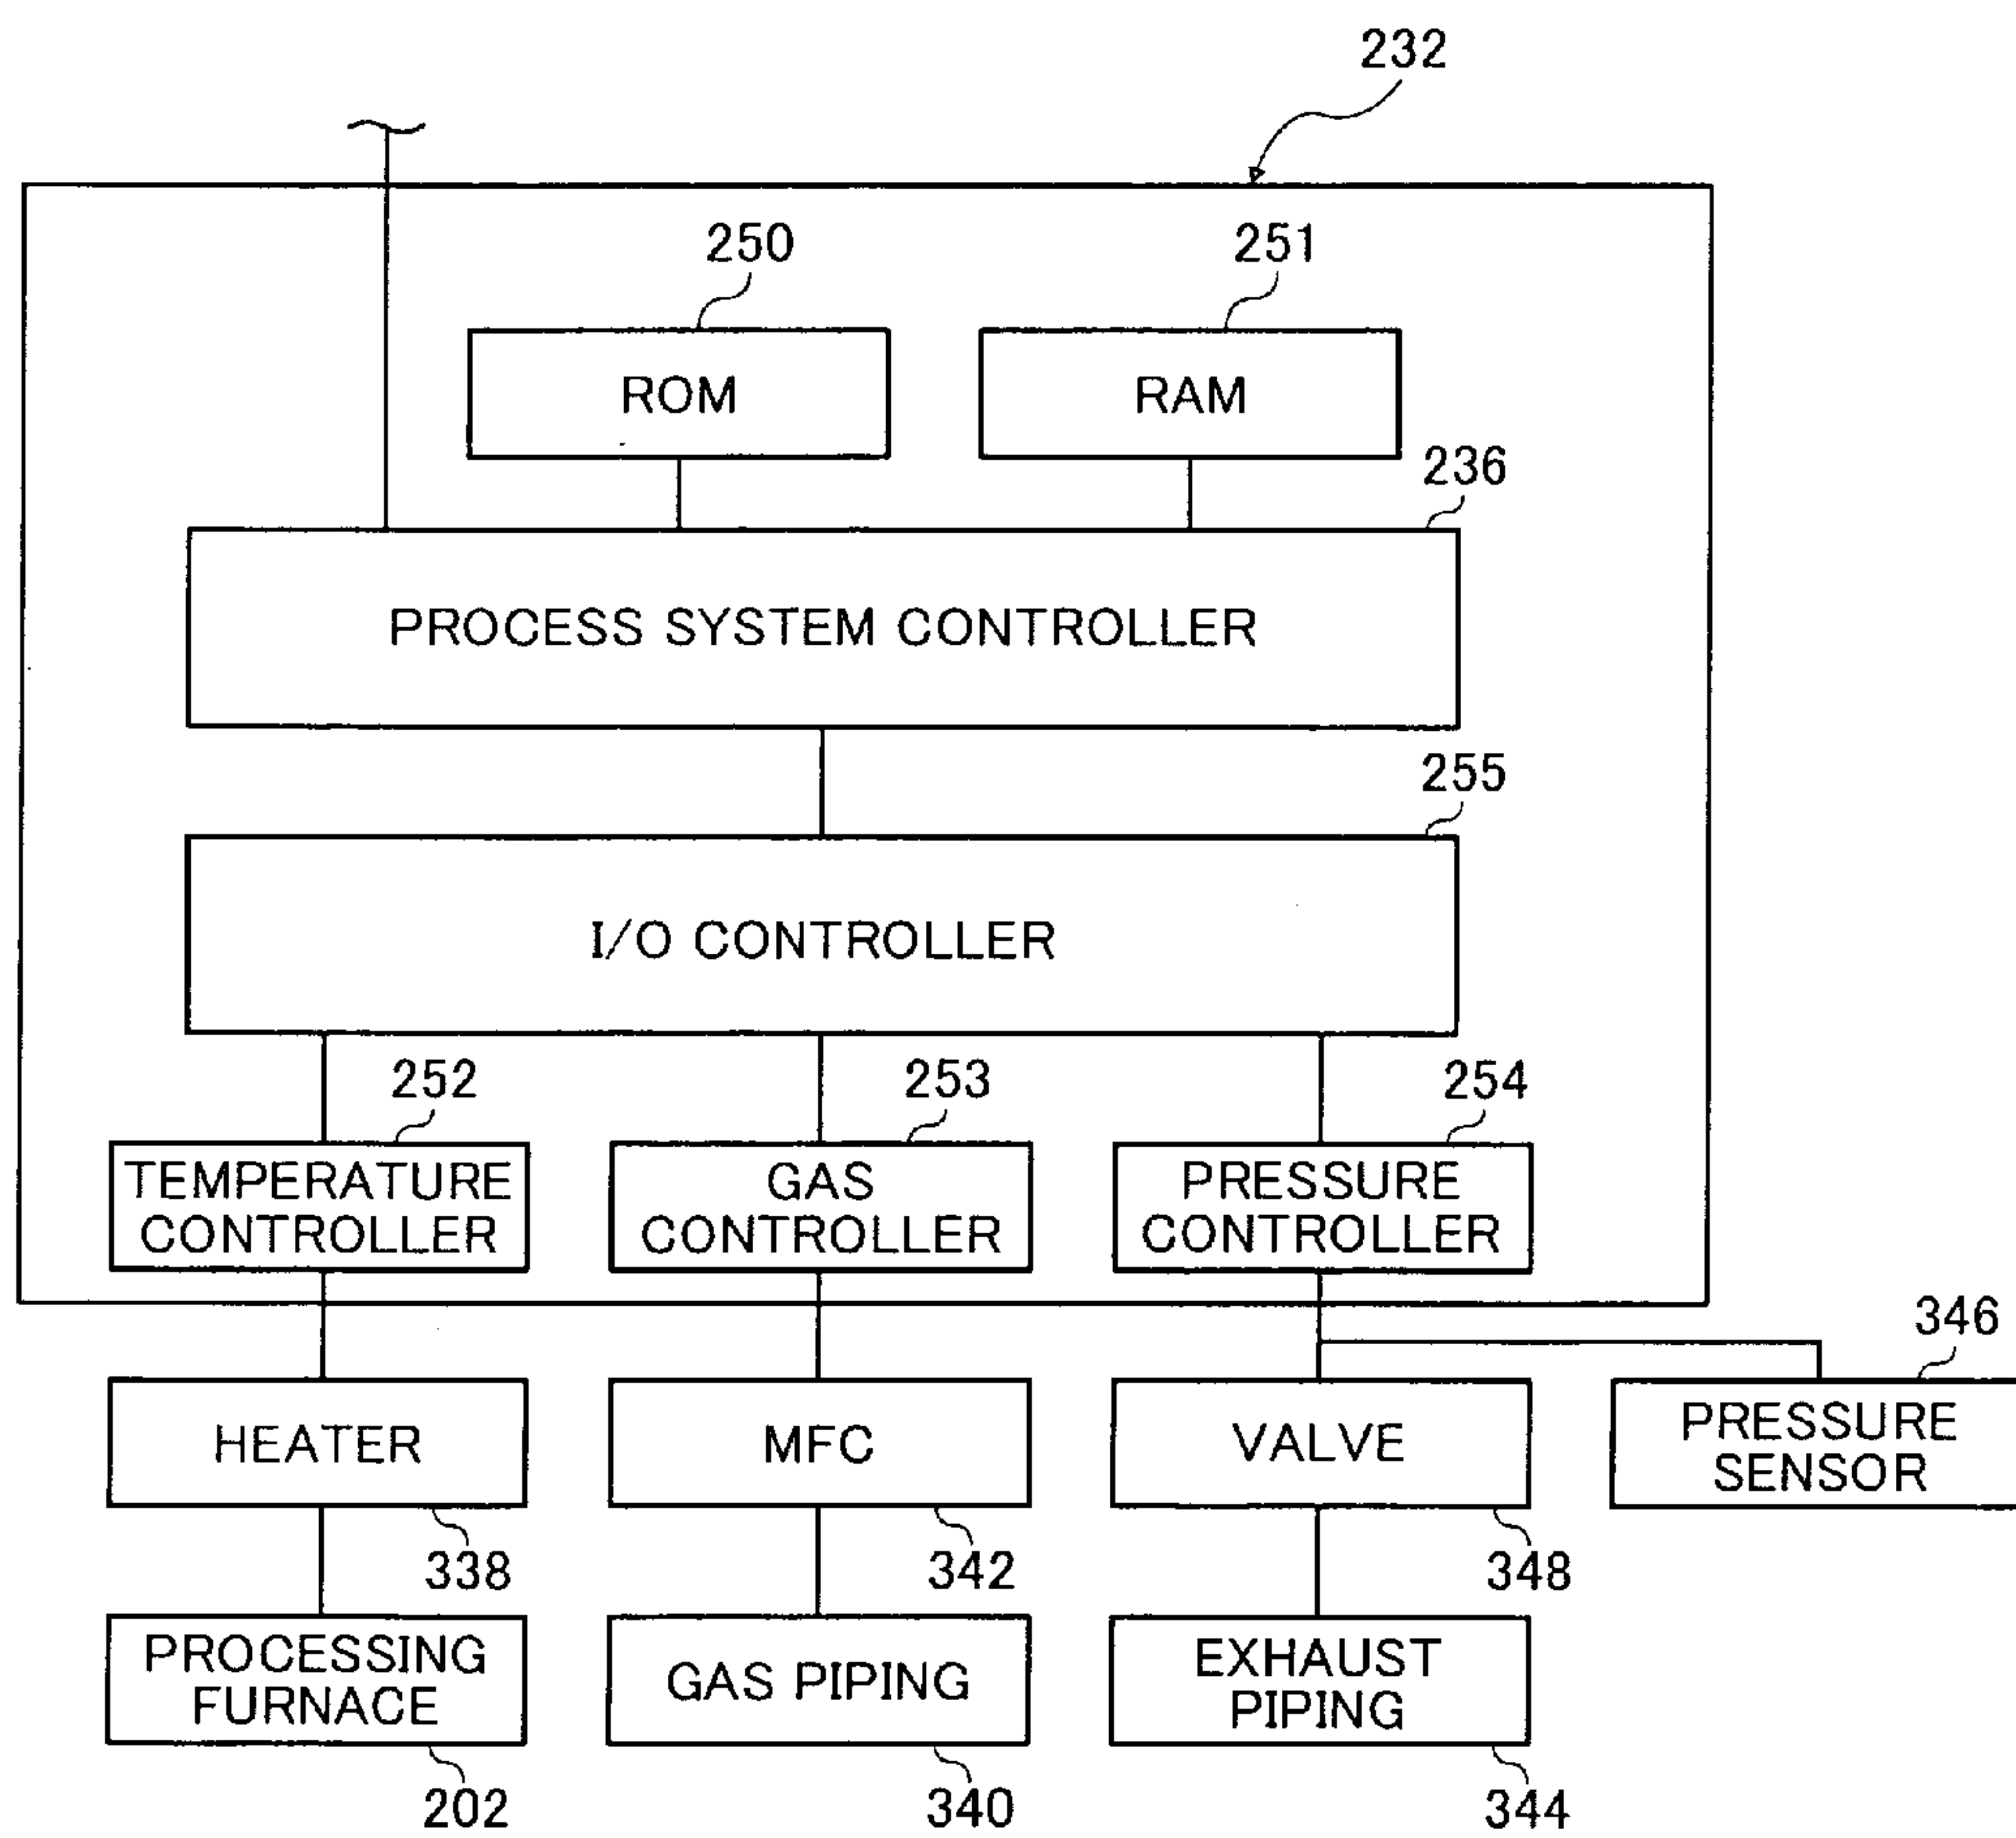 232
250
251
ROM
RAM
236
PROCESS SYSTEM CONTROLLER
255
I/O CONTROLLER
252
253
254
TEMPERATURE
CONTROLLER
GAS
CONTROLLER
PRESSURE
CONTROLLER
346
HEATER
MFC
VALVE
PRESSURE
SENSOR
338
342
348
PROCESSING
FURNACE
GAS PIPING
EXHAUST
PIPING
202
340
344